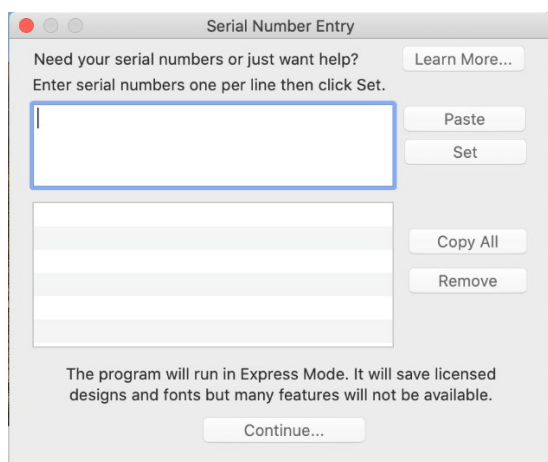 Serial Number Entry
Need your serial numbers or just want help?
Learn More...
Enter serial numbers one per line then click Set.
Paste
Set
Copy All
Remove
The program will run in Express Mode. It will save licensed
designs and fonts but many features will not be available.
Continue...